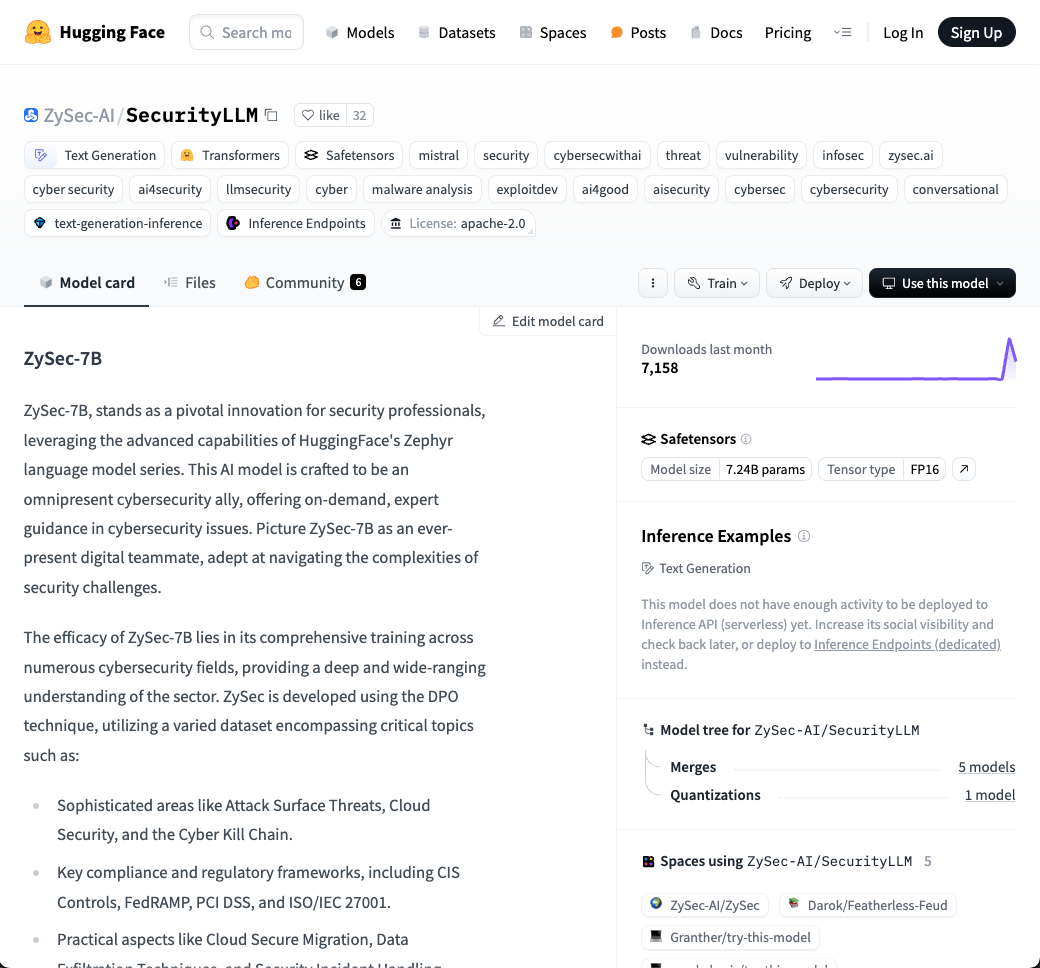 Hugging Face
Search mo
Models
Datasets
Spaces
Posts
Docs
Pricing
Log In
Sign Up
ZySec-AI/SecurityLLM
like 32
Text Generation
Transformers
Safetensors
mistral
security
cybersecwithai
threat
vulnerability
infosec
zysec.ai
cyber security
ai4security
llmsecurity
cyber
malware analysis
exploitdev
ai4good
aisecurity
cybersec
cybersecurity
conversational
text-generation-inference
Inference Endpoints
License: apache-2.0
Model card
Files
Community 6
Train
Deploy
Use this model
Edit model card
ZySec-7B
ZySec-7B, stands as a pivotal innovation for security professionals,
leveraging the advanced capabilities of HuggingFace's Zephyr
language model series. This AI model is crafted to be an
omnipresent cybersecurity ally, offering on-demand, expert
guidance in cybersecurity issues. Picture ZySec-7B as an ever-
present digital teammate, adept at navigating the complexities of
security challenges.
The efficacy of ZySec-7B lies in its comprehensive training across
numerous cybersecurity fields, providing a deep and wide-ranging
understanding of the sector. ZySec is developed using the DPO
technique, utilizing a varied dataset encompassing critical topics
such as:
Sophisticated areas like Attack Surface Threats, Cloud
Security, and the Cyber Kill Chain.
Key compliance and regulatory frameworks, including CIS
Controls, FedRAMP, PCI DSS, and ISO/IEC 27001.
Practical aspects like Cloud Secure Migration, Data
Exfiltration Techniques, and Security Incident Handling
Downloads last month
7,158
Safetensors
Model size 7.24B params
Tensor type FP16
Inference Examples
Text Generation
This model does not have enough activity to be deployed to
Inference API (serverless) yet. Increase its social visibility and
check back later, or deploy to Inference Endpoints (dedicated)
instead.
Model tree for ZySec-AI/SecurityLLM
Merges 5 models
Quantizations 1 model
Spaces using ZySec-AI/SecurityLLM 5
ZySec-AI/ZySec
Darok/Featherless-Feud
Granther/try-this-model